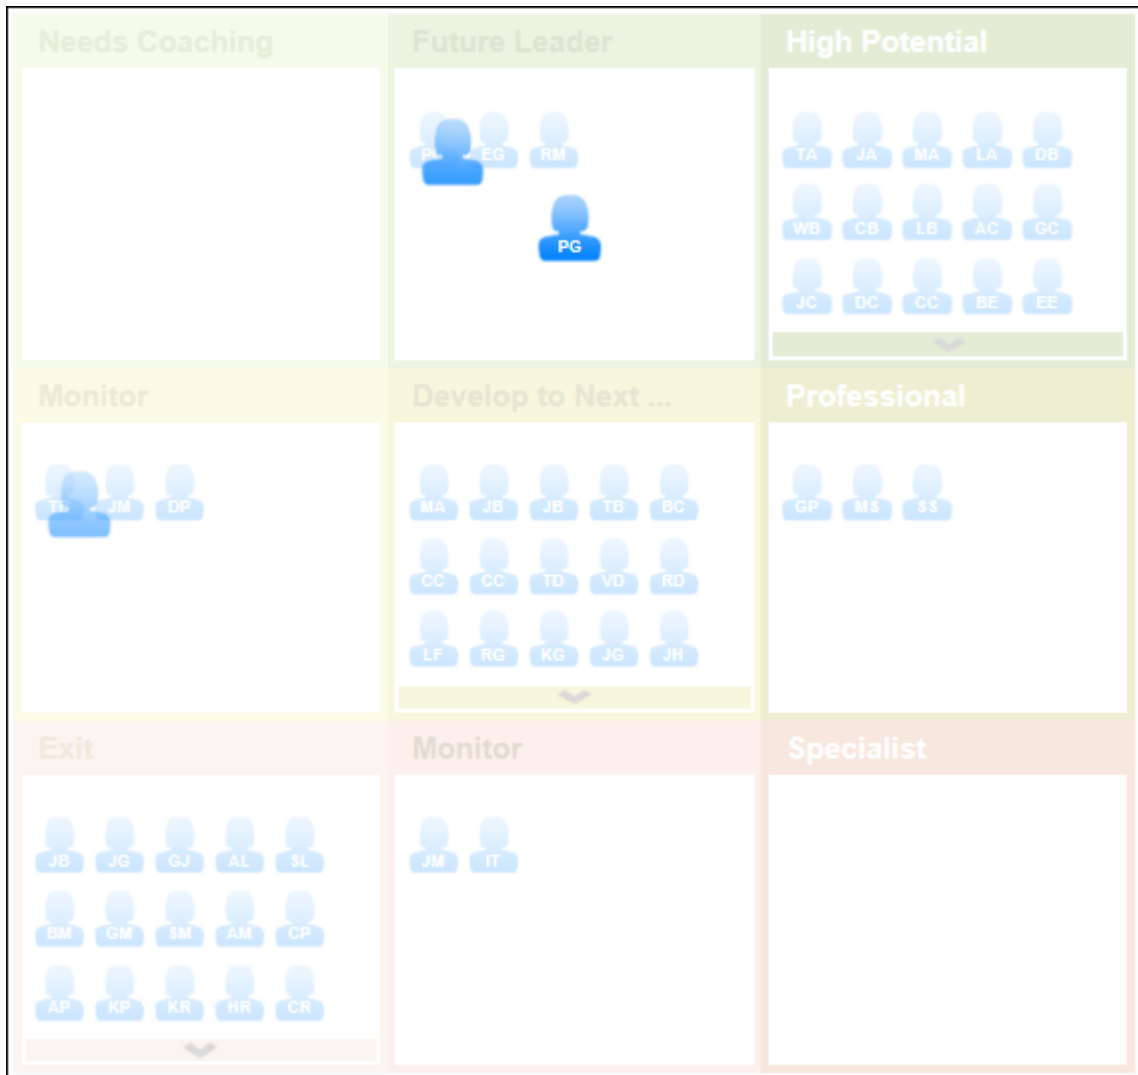 Needs Coaching
Future Leader
High Potential
EG RM
PG
TA JA MA LA DB
WB CB LB AC GC
JC DC CC BE EE
Monitor
Develop to Next ...
Professional
JM DP
MA JB JB TB BC
CC CC TD VD RD
LF RG KG JG JH
GP MS SS
Exit
Monitor
Specialist
JB JG GJ AL SL
BM GM SM AM CP
AP KP KR HR CR
JM IT